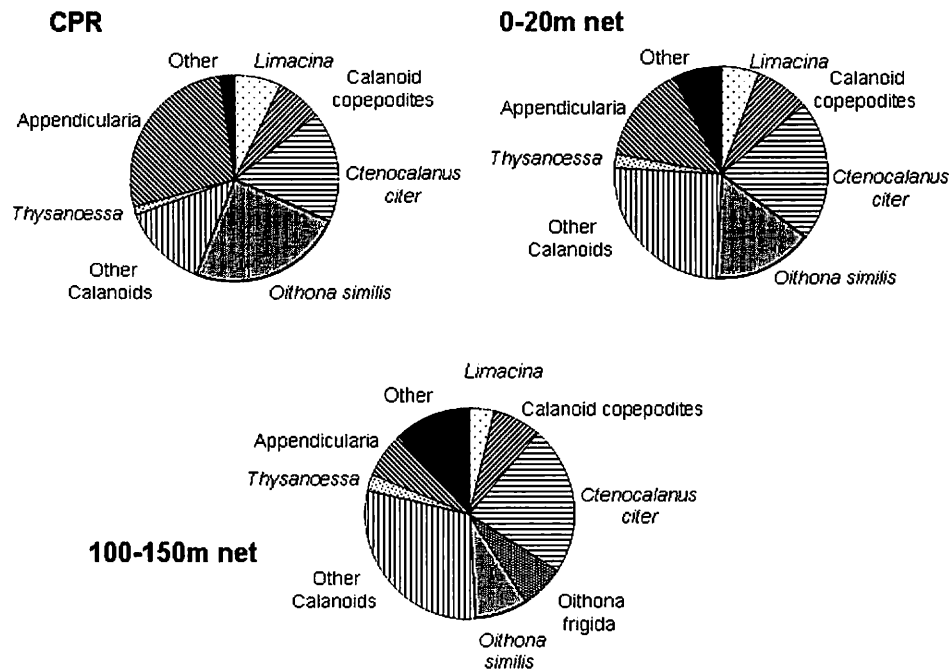 CPR
Other
Limacina
Calanoid
copepodites
Appendicularia
Ctenocalanus
citer
Thysanoessa
Other
Calanoids
Oithona similis
0-20m net
Other
Limacina
Calanoid
copepodites
Appendicularia
Thysanoessa
Ctenocalanus
citer
Other
Calanoids
Oithona similis
100-150m net
Limacina
Other
Calanoid copepodites
Appendicularia
Thysanoessa
Ctenocalanus
citer
Other
Calanoids
Oithona
frigida
Oithona
similis